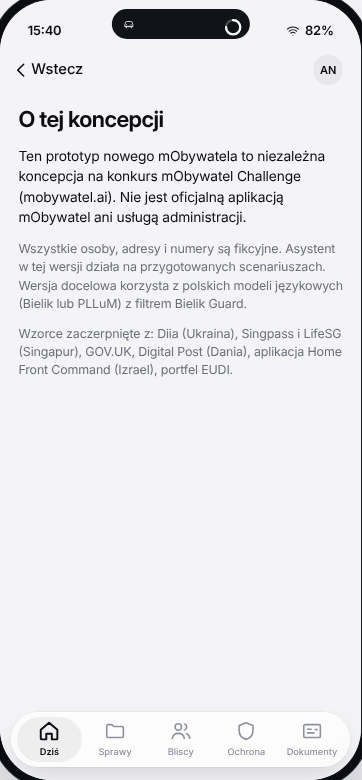 15:40
82%
Wstecz
AN
O tej koncepcji
Ten prototyp nowego mObywatela to niezależna
koncepcja na konkurs mObywatel Challenge
(mobywatel.ai). Nie jest oficjalną aplikacją
mObywatel ani usługą administracji.
Wszystkie osoby, adresy i numery są fikcyjne. Asystent
w tej wersji działa na przygotowanych scenariuszach.
Wersja docelowa korzysta z polskich modeli językowych
(Bielik lub PLLuM) z filtrem Bielik Guard.
Wzorce zaczerpnięte z: Diia (Ukraina), Singpass i LifeSG
(Singapur), GOV.UK, Digital Post (Dania), aplikacja Home
Front Command (Izrael), portfel EUDI.
Dziś
Sprawy
Bliscy
Ochrona
Dokumenty